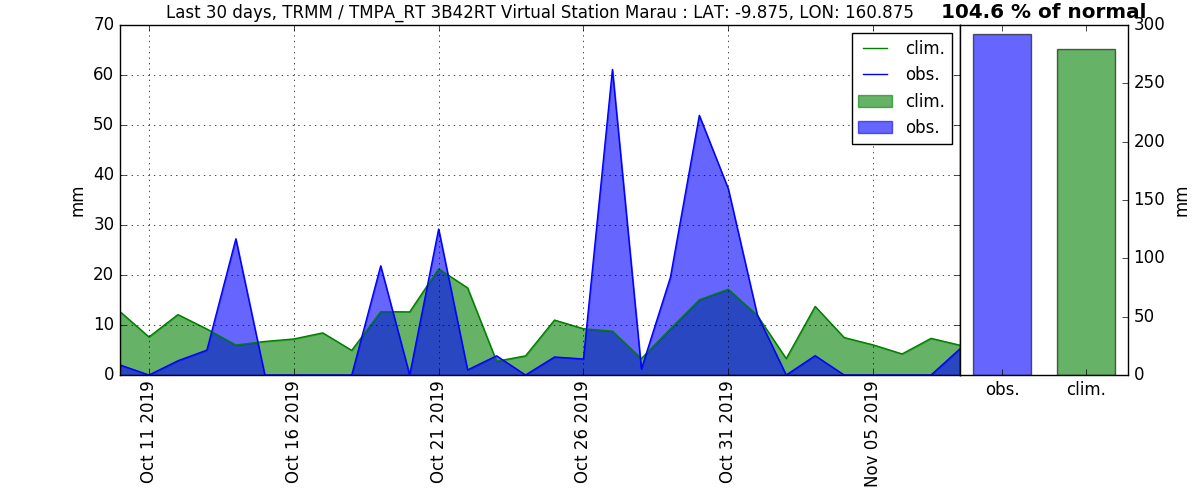 Last 30 days, TRMM / TMPA_RT 3B42RT Virtual Station Marau : LAT: -9.875, LON: 160.875
104.6 % of normal
70
60
50
40
30
20
10
0
mm
clim.
obs.
clim.
obs.
Oct 11 2019
Oct 16 2019
Oct 21 2019
Oct 26 2019
Oct 31 2019
Nov 05 2019
300
250
200
150
100
50
0
mm
obs.
clim.